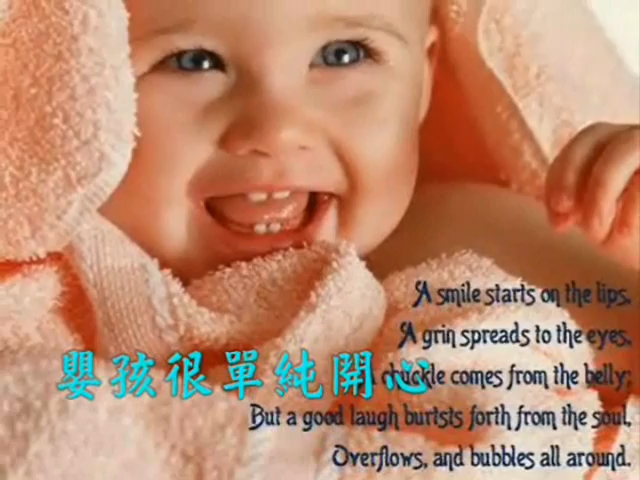 A smile starts on the lips,
A grin spreads to the eyes,
嬰孩很單純開心
chuckle comes from the belly;
But a good laugh burtsts forth from the soul,
Overflows, and bubbles all around.